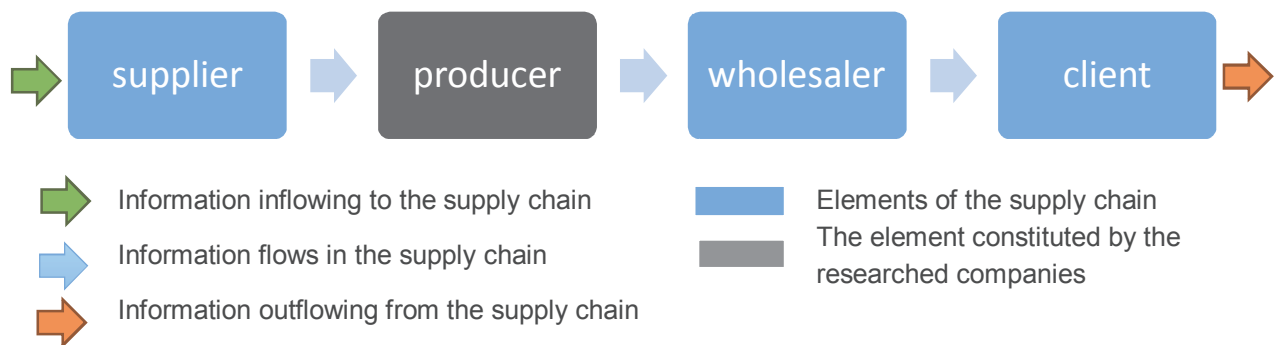 supplier
producer
wholesaler
client
Information inflowing to the supply chain
Information flows in the supply chain
Information outflowing from the supply chain
Elements of the supply chain
The element constituted by the
researched companies